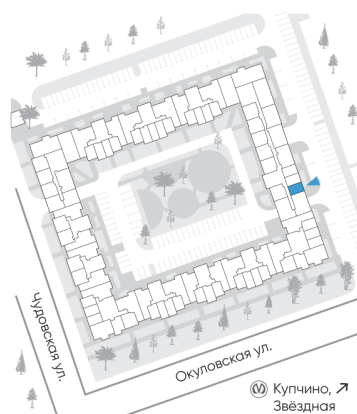 Чудовская ул.
Окуловская ул.
Ⓜ Купчино, ↗
Звёздная